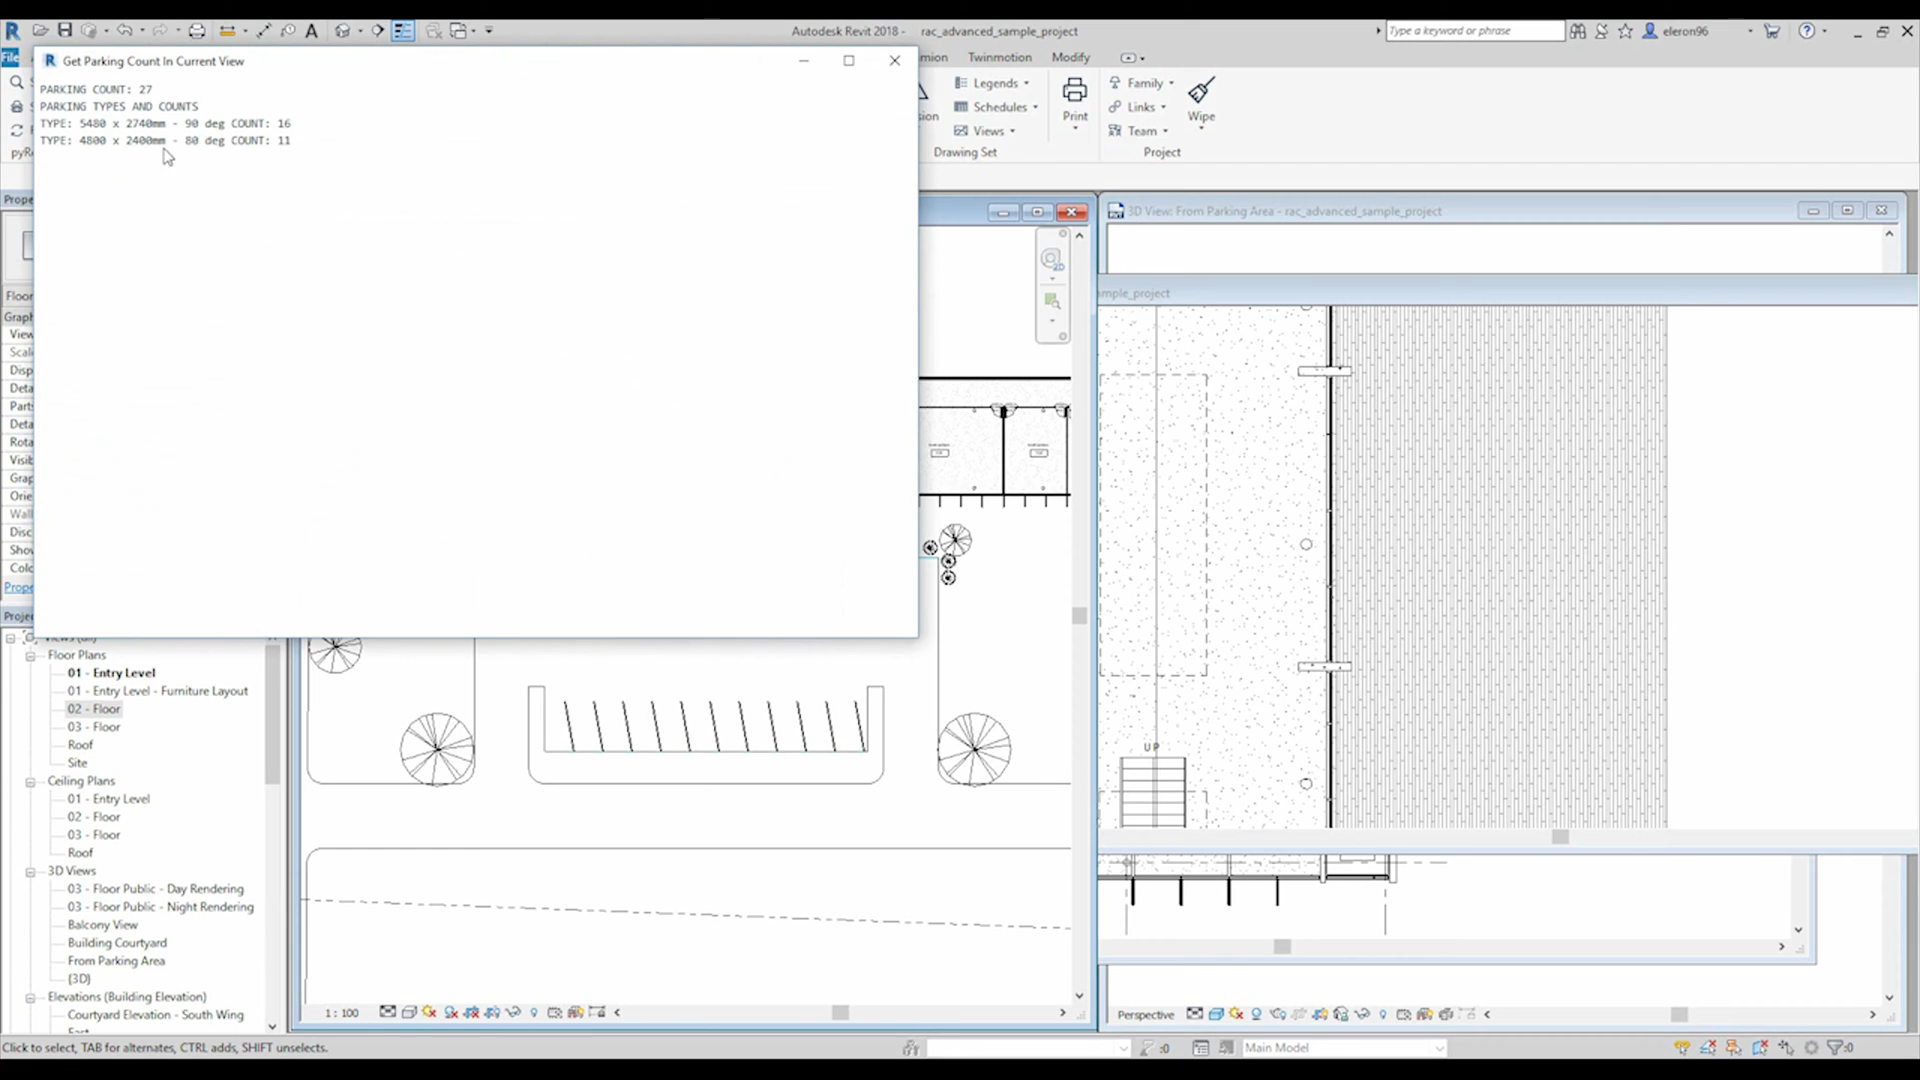 Autodesk Revit 2018 - rac_advanced_sample_project
Type a keyword or phrase
eleron96
File
Get Parking Count In Current View
Twinmotion
Modify
PARKING COUNT: 27
PARKING TYPES AND COUNTS
TYPE: 5480 x 2740mm - 90 deg COUNT: 16
TYPE: 4800 x 2400mm - 80 deg COUNT: 11
Legends
Schedules
Views
Print
Family
Links
Team
Wipe
Drawing Set
Project
3D View: From Parking Area - rac_advanced_sample_project
ample_project
UP
Floor Plans
01 - Entry Level
01 - Entry Level - Furniture Layout
02 - Floor
03 - Floor
Roof
Site
Ceiling Plans
01 - Entry Level
02 - Floor
03 - Floor
Roof
3D Views
03 - Floor Public - Day Rendering
03 - Floor Public - Night Rendering
Balcony View
Building Courtyard
From Parking Area
{3D}
Elevations (Building Elevation)
Courtyard Elevation - South Wing
1 : 100
Perspective
Click to select, TAB for alternates, CTRL adds, SHIFT unselects.
:0
Main Model
:0